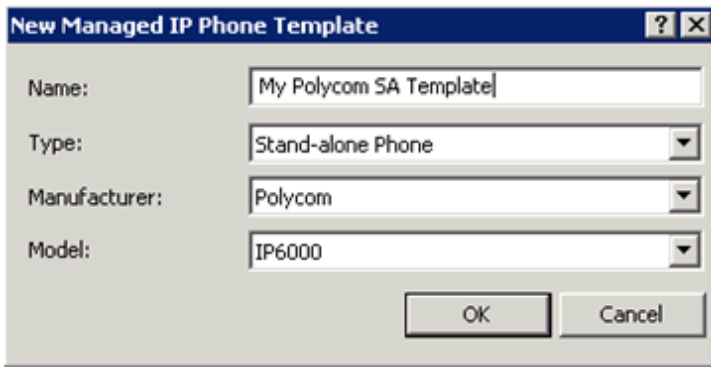 New Managed IP Phone Template
Name: My Polycom SA Template
Type: Stand-alone Phone
Manufacturer: Polycom
Model: IP6000
OK Cancel